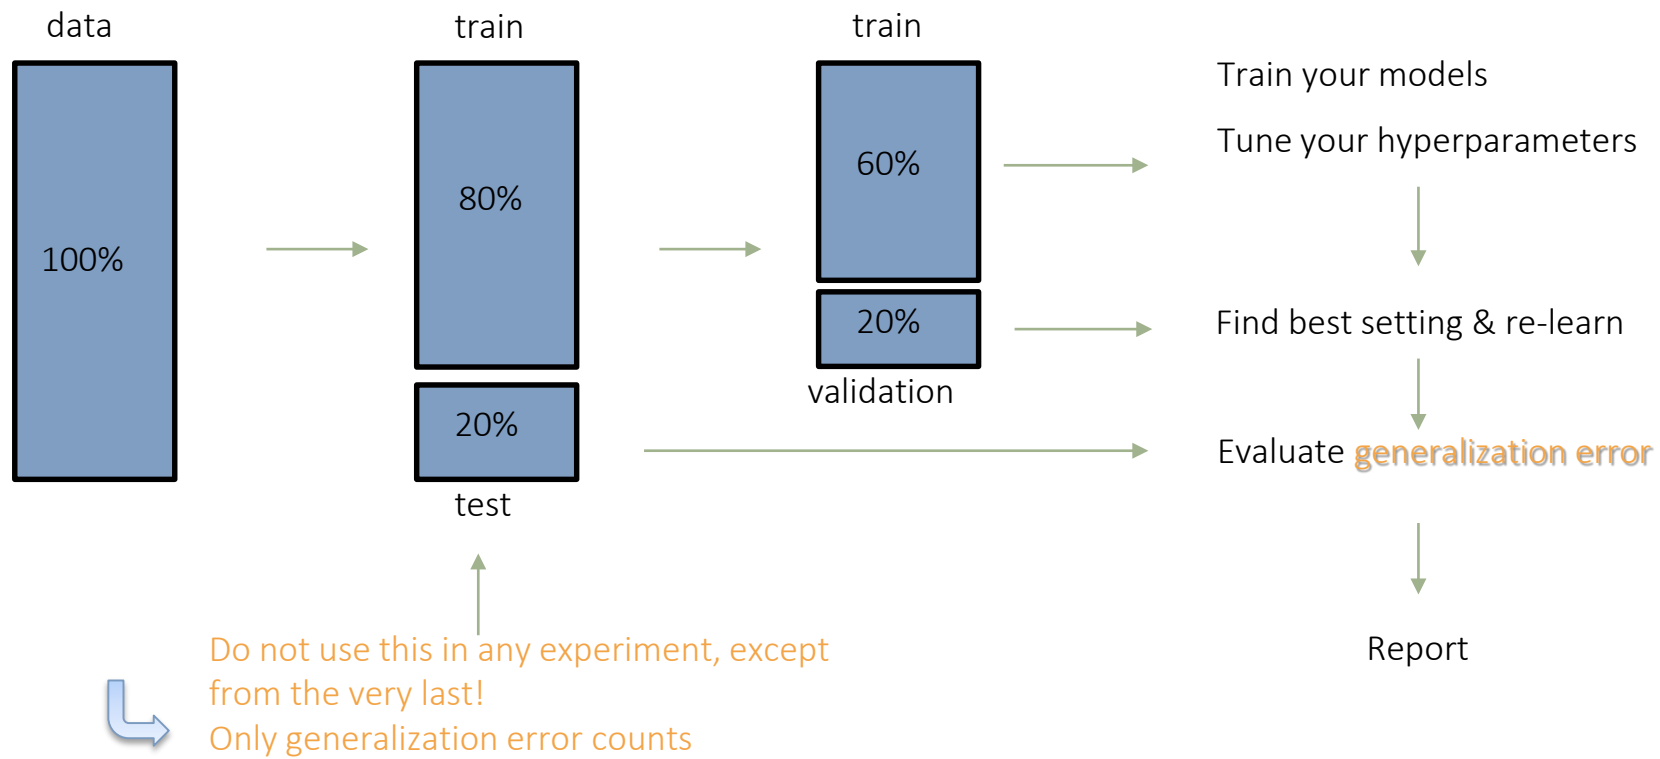 data
100%
train
80%
20%
test
train
60%
20%
validation
Train your models
Tune your hyperparameters
Find best setting & re-learn
Evaluate generalization error
Report
Do not use this in any experiment, except
from the very last!
Only generalization error counts